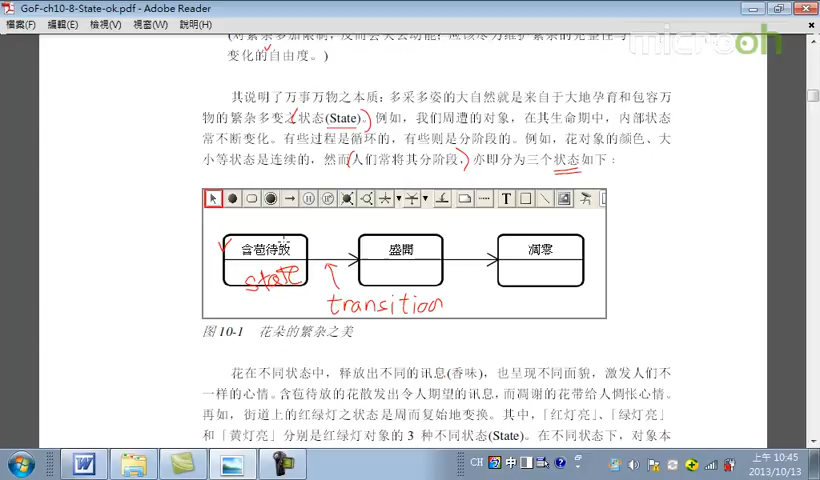 GoF-ch10-8-State-ok.pdf - Adobe Reader
檔案(F) 編輯(E) 檢視(V) 視窗(W) 說明(H)
microoh
变化的自由度。)
其说明了万事万物之本质：多采多姿的大自然就是来自于大地孕育和包容万
物的繁杂多变之状态(State)。例如，我们周遭的对象，在其生命期中，内部状态
常不断变化。有些过程是循环的，有些则是分阶段的。例如，花对象的颜色、大
小等状态是连续的，然而人们常将其分阶段，亦即分为三个状态如下：
T
含苞待放 盛開 凋零
state
transition
图 10-1 花朵的繁杂之美
花在不同状态中，释放出不同的讯息(香味)，也呈现不同面貌，激发人们不
一样的心情。含苞待放的花散发出令人期望的讯息，而凋谢的花带给人惆怅心情。
再如，街道上的红绿灯之状态是周而复始地变换。其中，「红灯亮」、「绿灯亮」
和「黄灯亮」分别是红绿灯对象的 3 种不同状态(State)。在不同状态下，对象本
CH 中 上午 10:45
2013/10/13